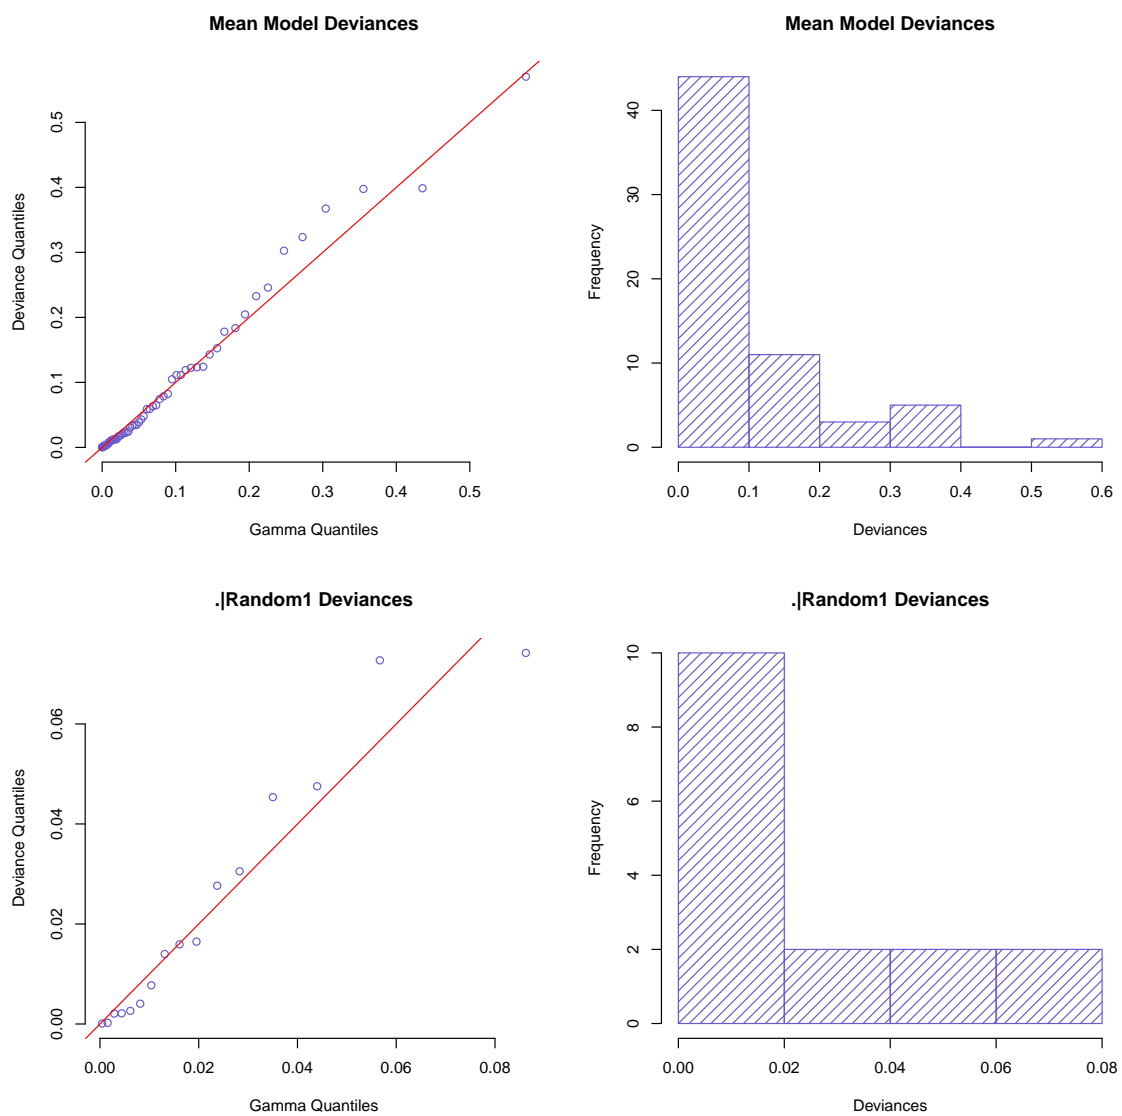 Mean Model Deviances
Deviance Quantiles
0.0 0.1 0.2 0.3 0.4 0.5
0.0 0.1 0.2 0.3 0.4 0.5
Gamma Quantiles
Mean Model Deviances
Frequency
0 10 20 30 40
0.0 0.1 0.2 0.3 0.4 0.5 0.6
Deviances
.|Random1 Deviances
Deviance Quantiles
0.00 0.02 0.04 0.06
0.00 0.02 0.04 0.06 0.08
Gamma Quantiles
.|Random1 Deviances
Frequency
0 2 4 6 8 10
0.00 0.02 0.04 0.06 0.08
Deviances